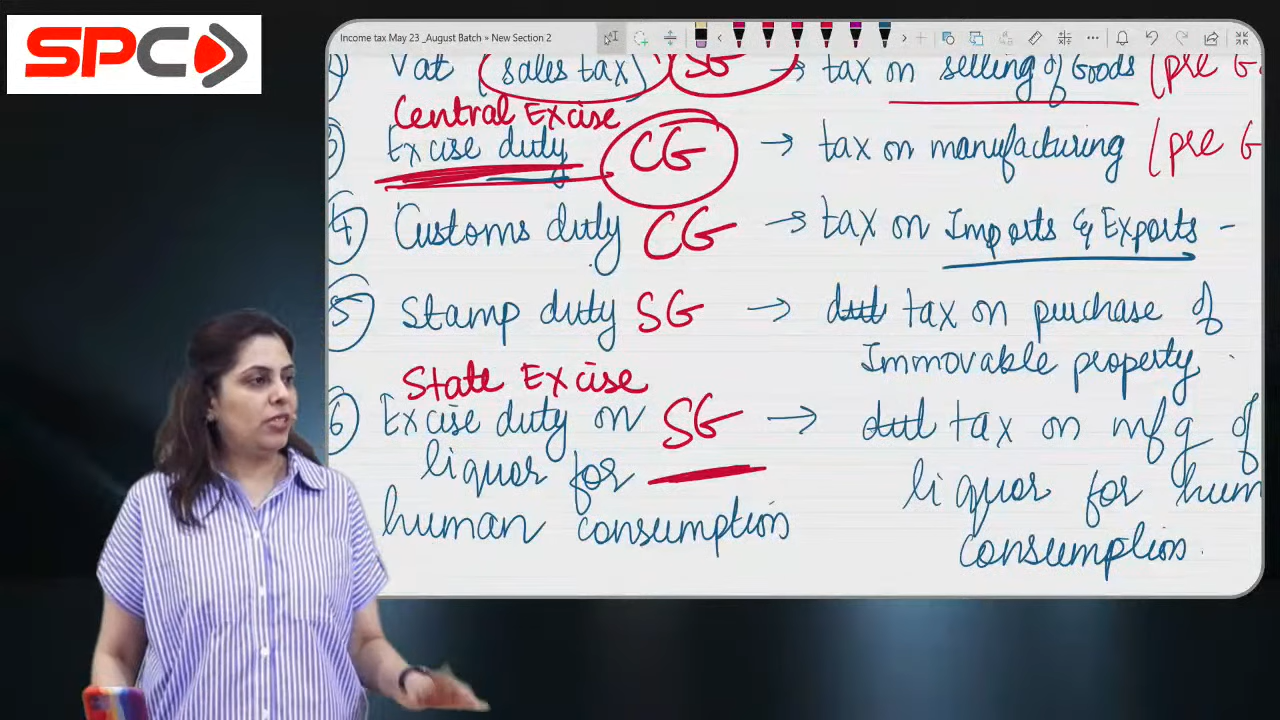 SPC
Income tax May 23 _August Batch » New Section 2
Vat (sales tax) SG → tax on selling of Goods (pre G
Central Excise
Excise duty CG → tax on manufacturing (pre G
4 Customs duty CG → tax on Imports & Exports -
5 Stamp duty SG → tax on purchase of
Immovable property
State Excise
6 Excise duty on SG → tax on mfg of
liquor for liquor for hum
human consumption consumption.